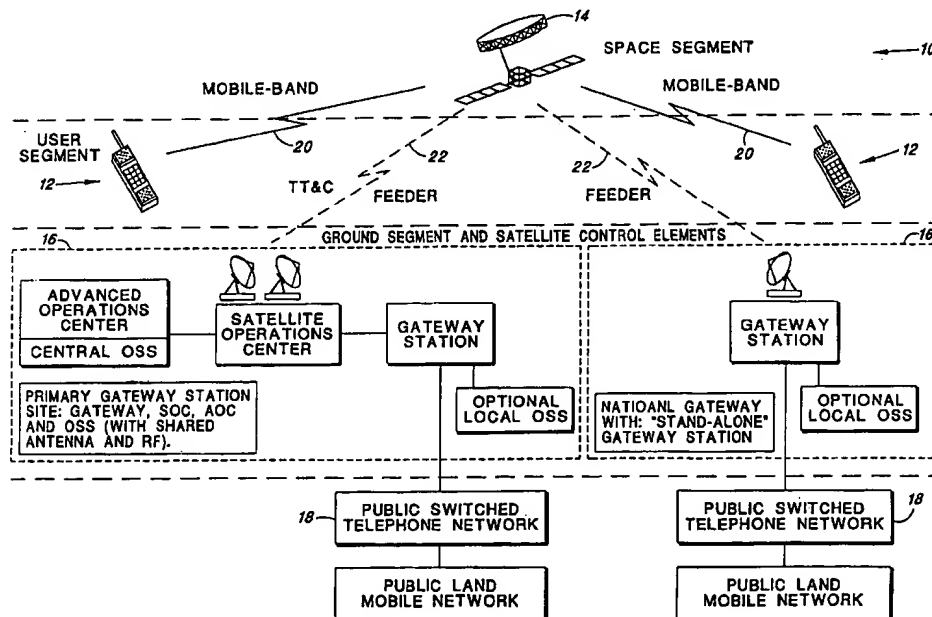 14
SPACE SEGMENT
10
MOBILE-BAND
MOBILE-BAND
USER
SEGMENT
12
20
22
TT&C
FEEDER
22
FEEDER
20
12
16
GROUND SEGMENT AND SATELLITE CONTROL ELEMENTS
16
ADVANCED
OPERATIONS
CENTER
CENTRAL OSS
SATELLITE
OPERATIONS
CENTER
GATEWAY
STATION
GATEWAY
STATION
PRIMARY GATEWAY STATION
SITE: GATEWAY, SOC, AOC
AND OSS (WITH SHARED
ANTENNA AND RF).
OPTIONAL
LOCAL OSS
NATIOANL GATEWAY
WITH: "STAND-ALONE"
GATEWAY STATION
OPTIONAL
LOCAL OSS
18
PUBLIC SWITCHED
TELEPHONE NETWORK
PUBLIC SWITCHED
TELEPHONE NETWORK
18
PUBLIC LAND
MOBILE NETWORK
PUBLIC LAND
MOBILE NETWORK